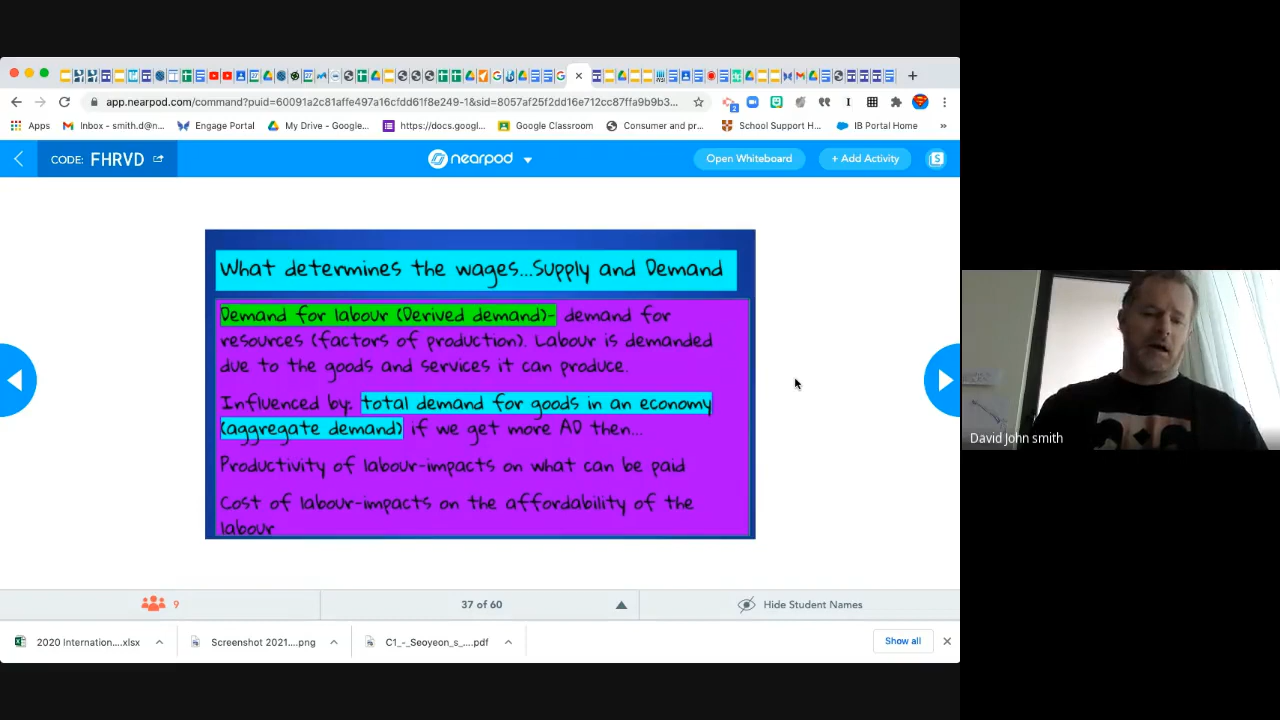 app.nearpod.com/command?puid=60091a2c81affe497a16cfdd61f8e249-1&sid=8057af25f2dd16e712cc87ffa9b9b3...
Apps
Inbox - smith.d@n...
Engage Portal
My Drive - Google...
https://docs.googl...
Google Classroom
Consumer and pr...
School Support H...
IB Portal Home
»
CODE: FHRVD
nearpod
Open Whiteboard
+ Add Activity
What determines the wages...Supply and Demand
Demand for labour (Derived demand)- demand for
resources (factors of production). Labour is demanded
due to the goods and services it can produce.
Influenced by: total demand for goods in an economy
(aggregate demand) if we get more AD then...
Productivity of labour-impacts on what can be paid
Cost of labour-impacts on the affordability of the
labour
David John smith
9
37 of 60
Hide Student Names
2020 Internation....xlsx
Screenshot 2021....png
C1_-_Seoyeon_s_....pdf
Show all